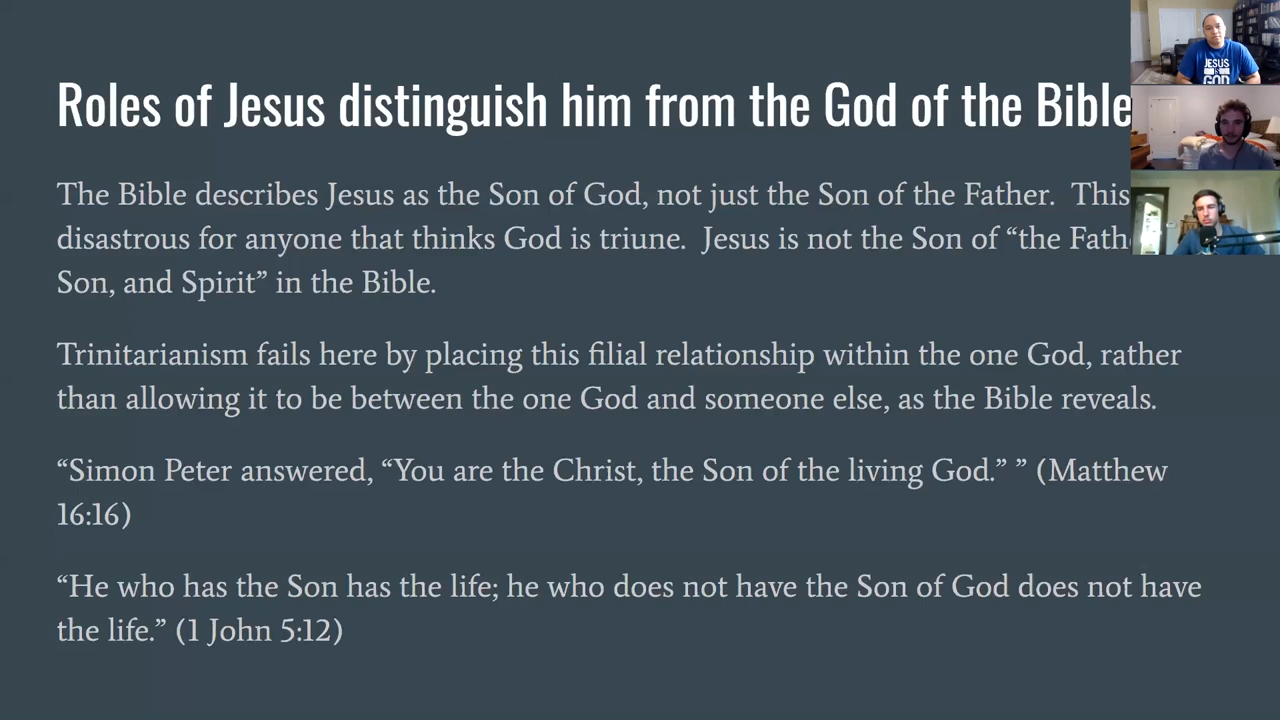 Roles of Jesus distinguish him from the God of the Bible
The Bible describes Jesus as the Son of God, not just the Son of the Father. This
disastrous for anyone that thinks God is triune. Jesus is not the Son of “the
Son, and Spirit” in the Bible.
Trinitarianism fails here by placing this filial relationship within the one God, rather
than allowing it to be between the one God and someone else, as the Bible reveals.
“Simon Peter answered, “You are the Christ, the Son of the living God.” ” (Matthew
16:16)
“He who has the Son has the life; he who does not have the Son of God does not have
the life.” (1 John 5:12)
JESUS
GOD